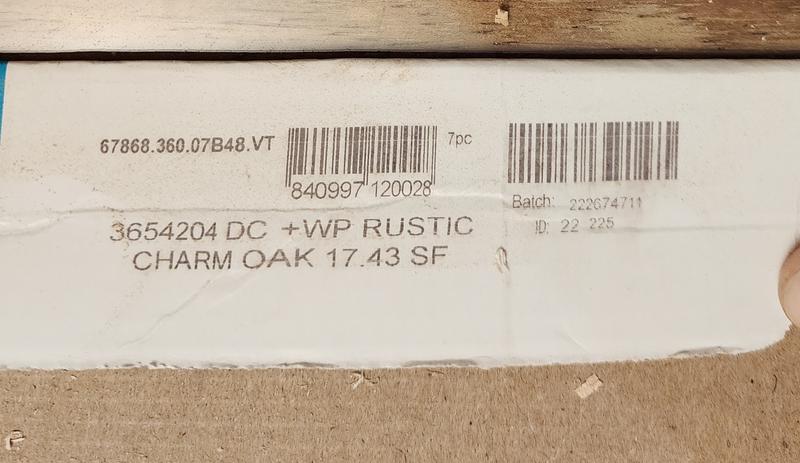 67868.360.07B48.VT
840997 120028
7pc
Batch: 222674711
ID: 22 225
3654204 DC +WP RUSTIC
CHARM OAK 17.43 SF